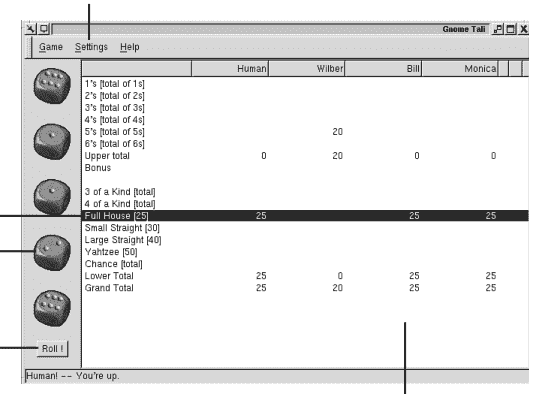 Gnome Tali
Game Settings Help
Human Wilber Bill Monica
1's [total of 1s]
2's [total of 2s]
3's [total of 3s]
4's [total of 4s]
5's [total of 5s] 20
6's [total of 6s]
Upper total 0 20 0 0
Bonus
3 of a Kind [total]
4 of a Kind [total]
Full House [25] 25 25 25
Small Straight [30]
Large Straight [40]
Yahtzee [50]
Chance [total]
Lower Total 25 0 25 25
Grand Total 25 20 25 25
Roll !
Human! -- You're up.